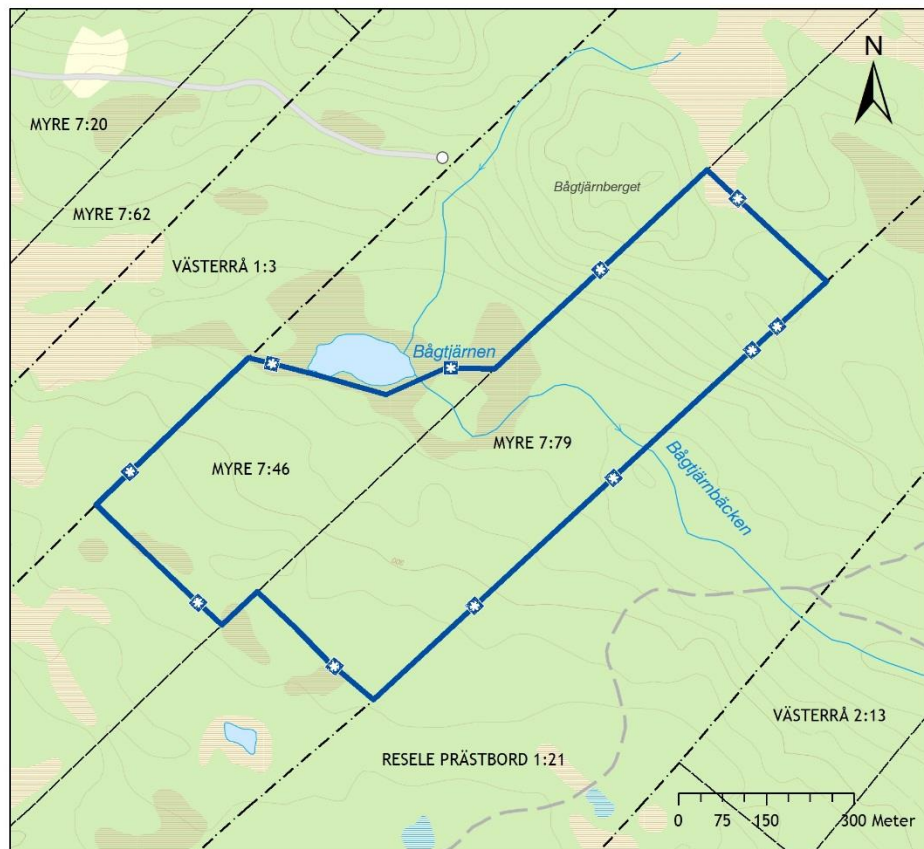 N
MYRE 7:20
Bågtjärnberget
MYRE 7:62
VÄSTERRÅ 1:3
Bågtjärnen
MYRE 7:79
MYRE 7:46
Bågtjärnbäcken
VÄSTERRÅ 2:13
RESELE PRÄSTBORD 1:21
0 75 150 300 Meter